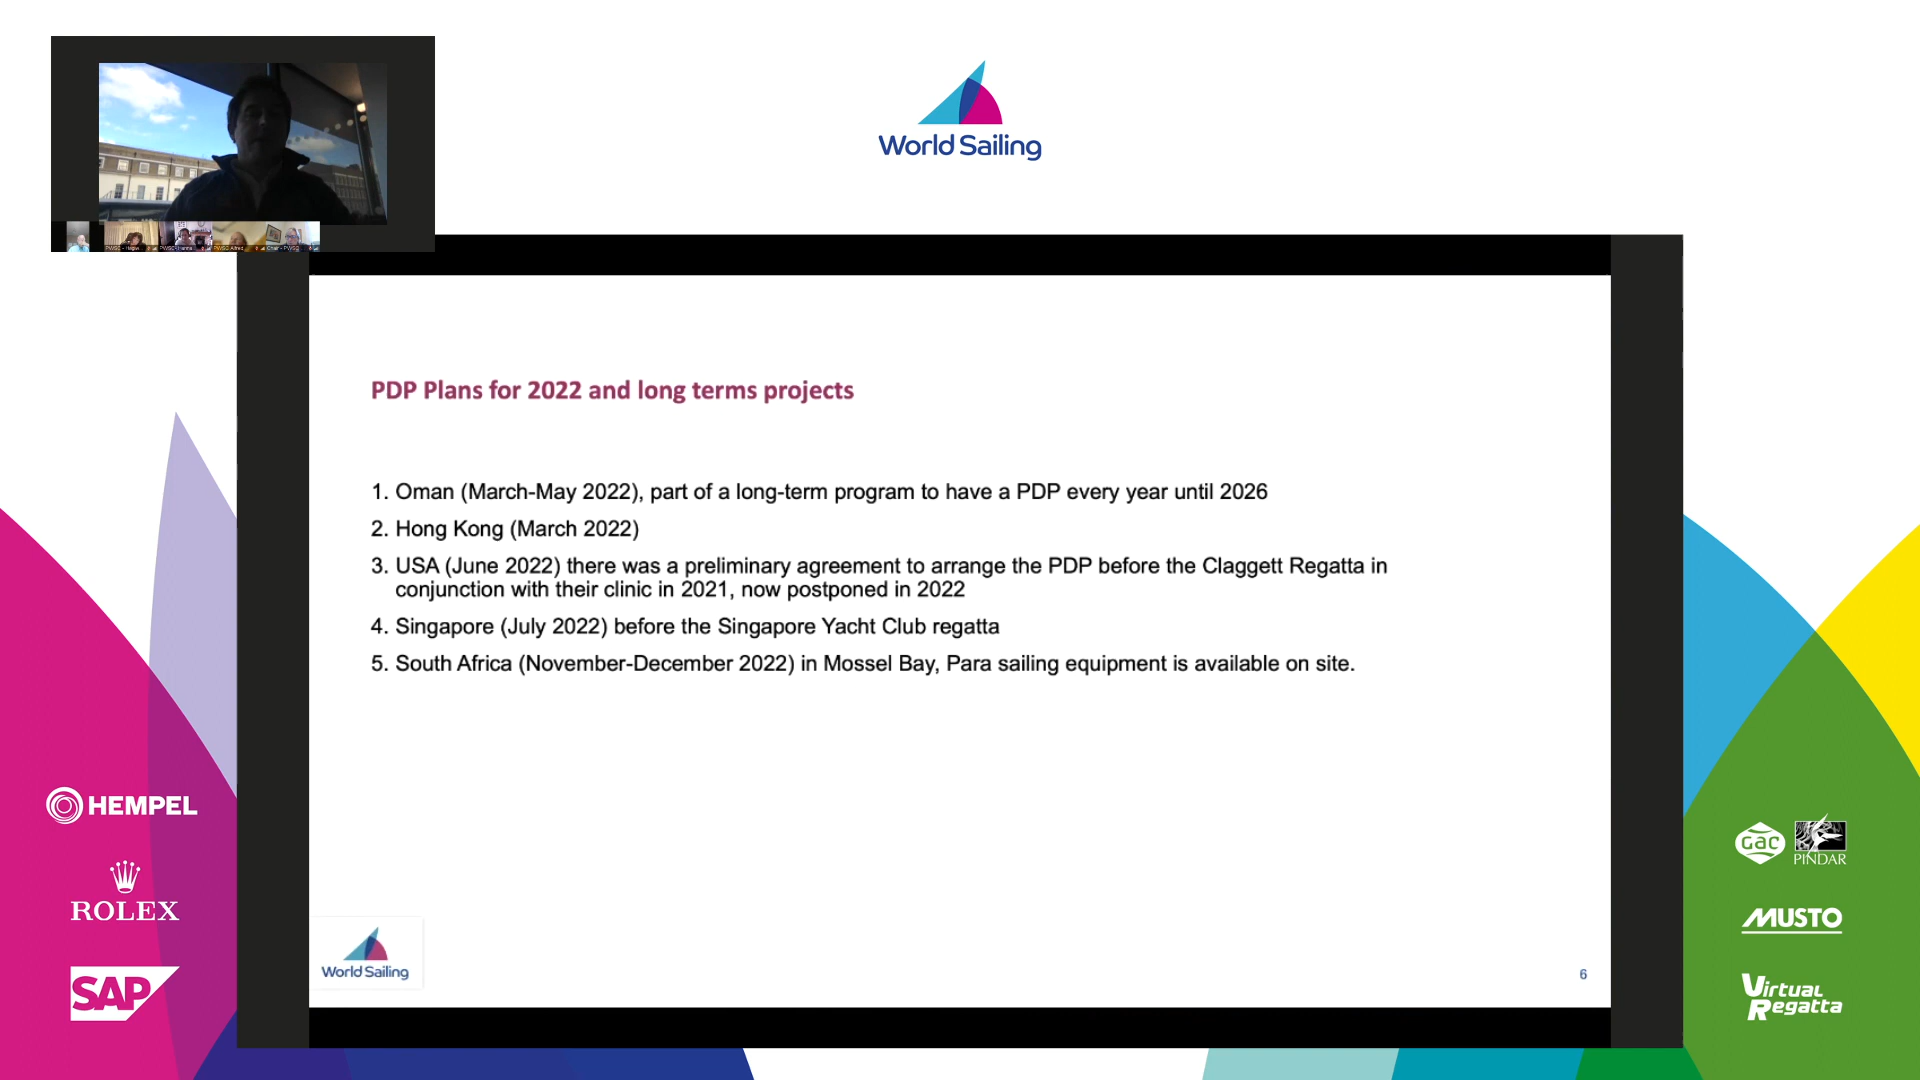 World Sailing
PDP Plans for 2022 and long terms projects
1. Oman (March-May 2022), part of a long-term program to have a PDP every year until 2026
2. Hong Kong (March 2022)
3. USA (June 2022) there was a preliminary agreement to arrange the PDP before the Claggett Regatta in
conjunction with their clinic in 2021, now postponed in 2022
4. Singapore (July 2022) before the Singapore Yacht Club regatta
5. South Africa (November-December 2022) in Mossel Bay, Para sailing equipment is available on site.
World Sailing
6
HEMPEL
ROLEX
SAP
GAC
PINDAR
MUSTO
Virtual
Regatta